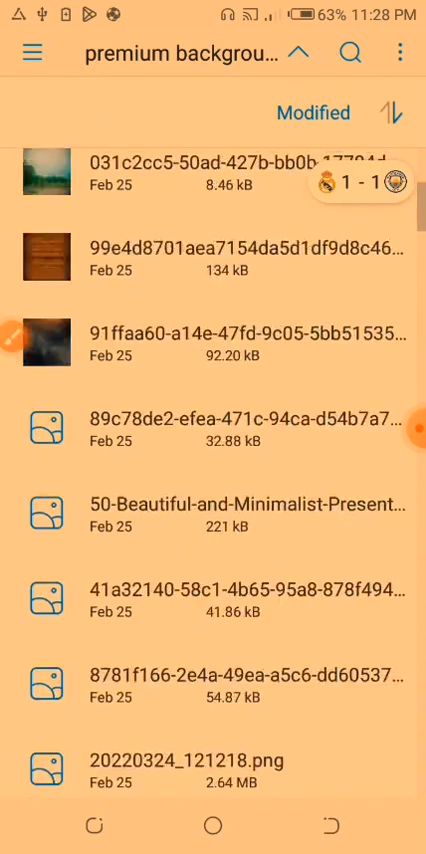 63% 11:28 PM
premium backgrou...
Modified
031c2cc5-50ad-427b-bb0b-17784d
Feb 25 8.46 kB
1 - 1
99e4d8701aea7154da5d1df9d8c46...
Feb 25 134 kB
91ffaa60-a14e-47fd-9c05-5bb51535...
Feb 25 92.20 kB
89c78de2-efea-471c-94ca-d54b7a7...
Feb 25 32.88 kB
50-Beautiful-and-Minimalist-Present...
Feb 25 221 kB
41a32140-58c1-4b65-95a8-878f494...
Feb 25 41.86 kB
8781f166-2e4a-49ea-a5c6-dd60537...
Feb 25 54.87 kB
20220324_121218.png
Feb 25 2.64 MB